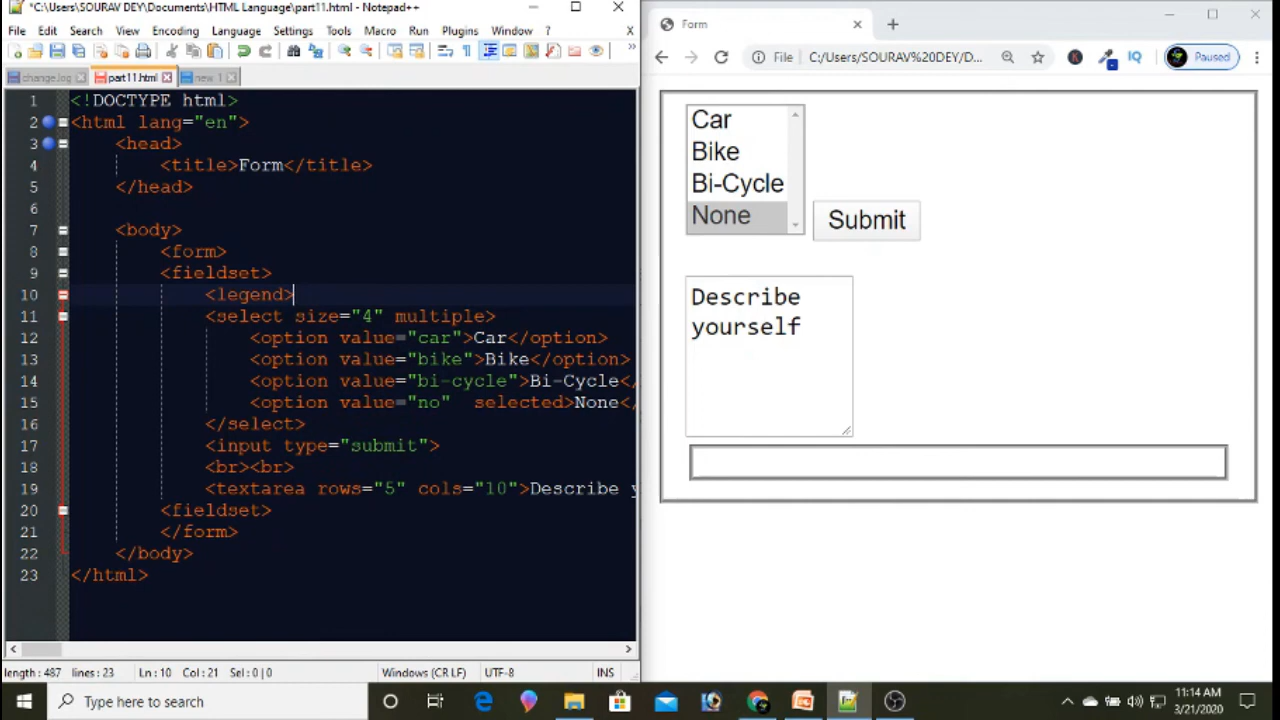 *C:\Users\SOURAV DEY\Documents\HTML Language\part11.html - Notepad++
File Edit Search View Encoding Language Settings Tools Macro Run Plugins Window ? X
change.log part11.html new 1
1 <!DOCTYPE html>
2 <html lang="en">
3 <head>
4 <title>Form</title>
5 </head>
6
7 <body>
8 <form>
9 <fieldset>
10 <legend>
11 <select size="4" multiple>
12 <option value="car">Car</option>
13 <option value="bike">Bike</option>
14 <option value="bi-cycle">Bi-Cycle</
15 <option value="no" selected>None</
16 </select>
17 <input type="submit">
18 <br><br>
19 <textarea rows="5" cols="10">Describe y
20 <fieldset>
21 </form>
22 </body>
23 </html>
length : 487 lines : 23 Ln : 10 Col : 21 Sel : 0 | 0 Windows (CR LF) UTF-8 INS
Form
File C:/Users/SOURAV%20DEY/D... IQ Paused
Car
Bike
Bi-Cycle
None
Submit
Describe
yourself
Type here to search
11:14 AM
3/21/2020